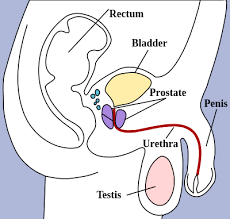 Rectum
Bladder
Prostate
Penis
Urethra
Testis